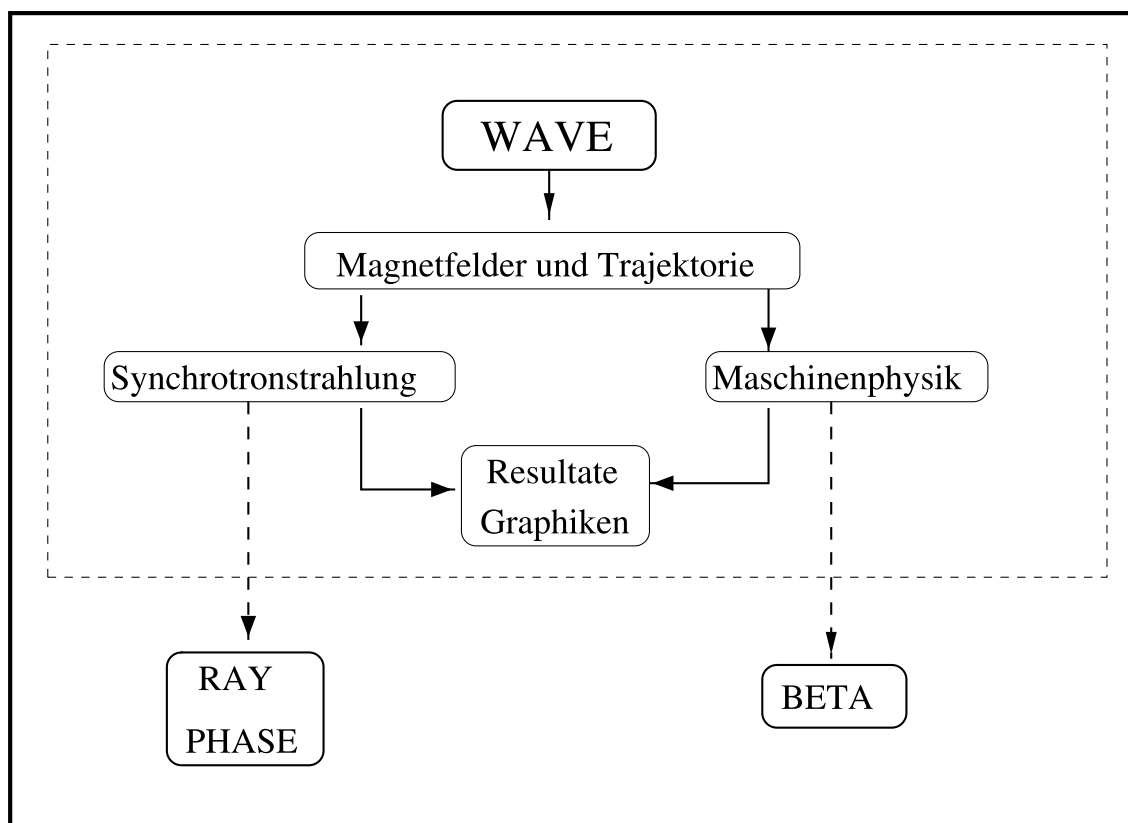 WAVE
Magnetfelder und Trajektorie
Synchrotronstrahlung
Maschinenphysik
Resultate
Graphiken
RAY
PHASE
BETA